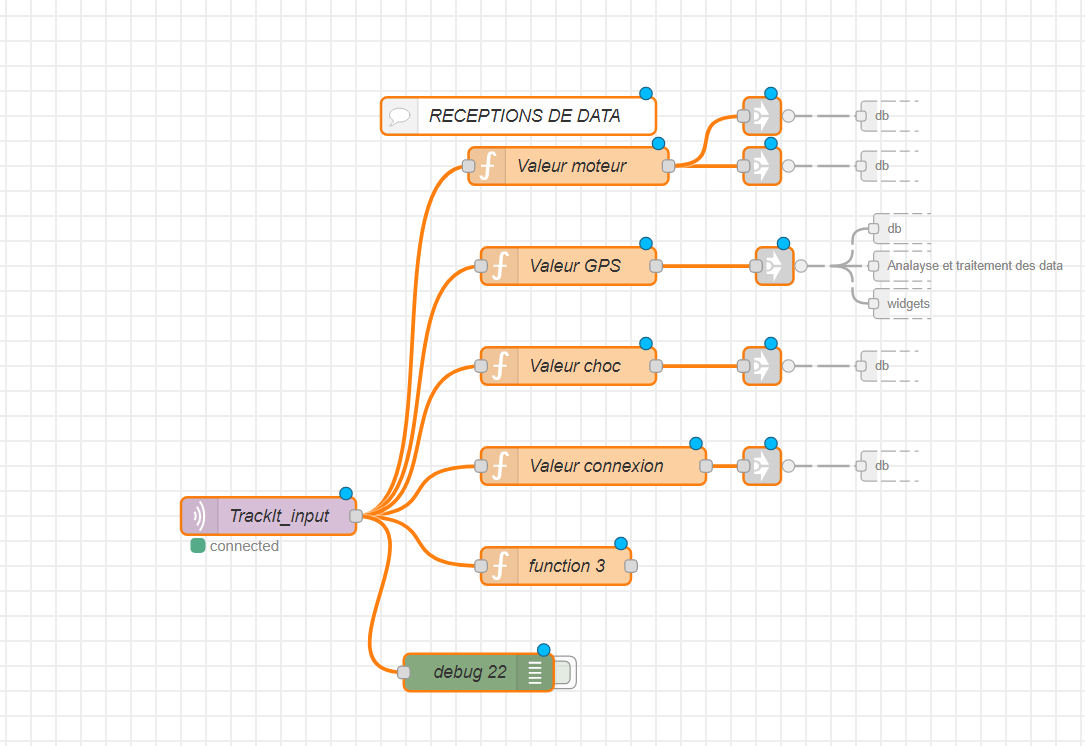 RECEPTIONS DE DATA
db
Valeur moteur
db
db
Valeur GPS
Analayse et traitement des data
widgets
Valeur choc
db
Valeur connexion
db
TrackIt_input
connected
function 3
debug 22